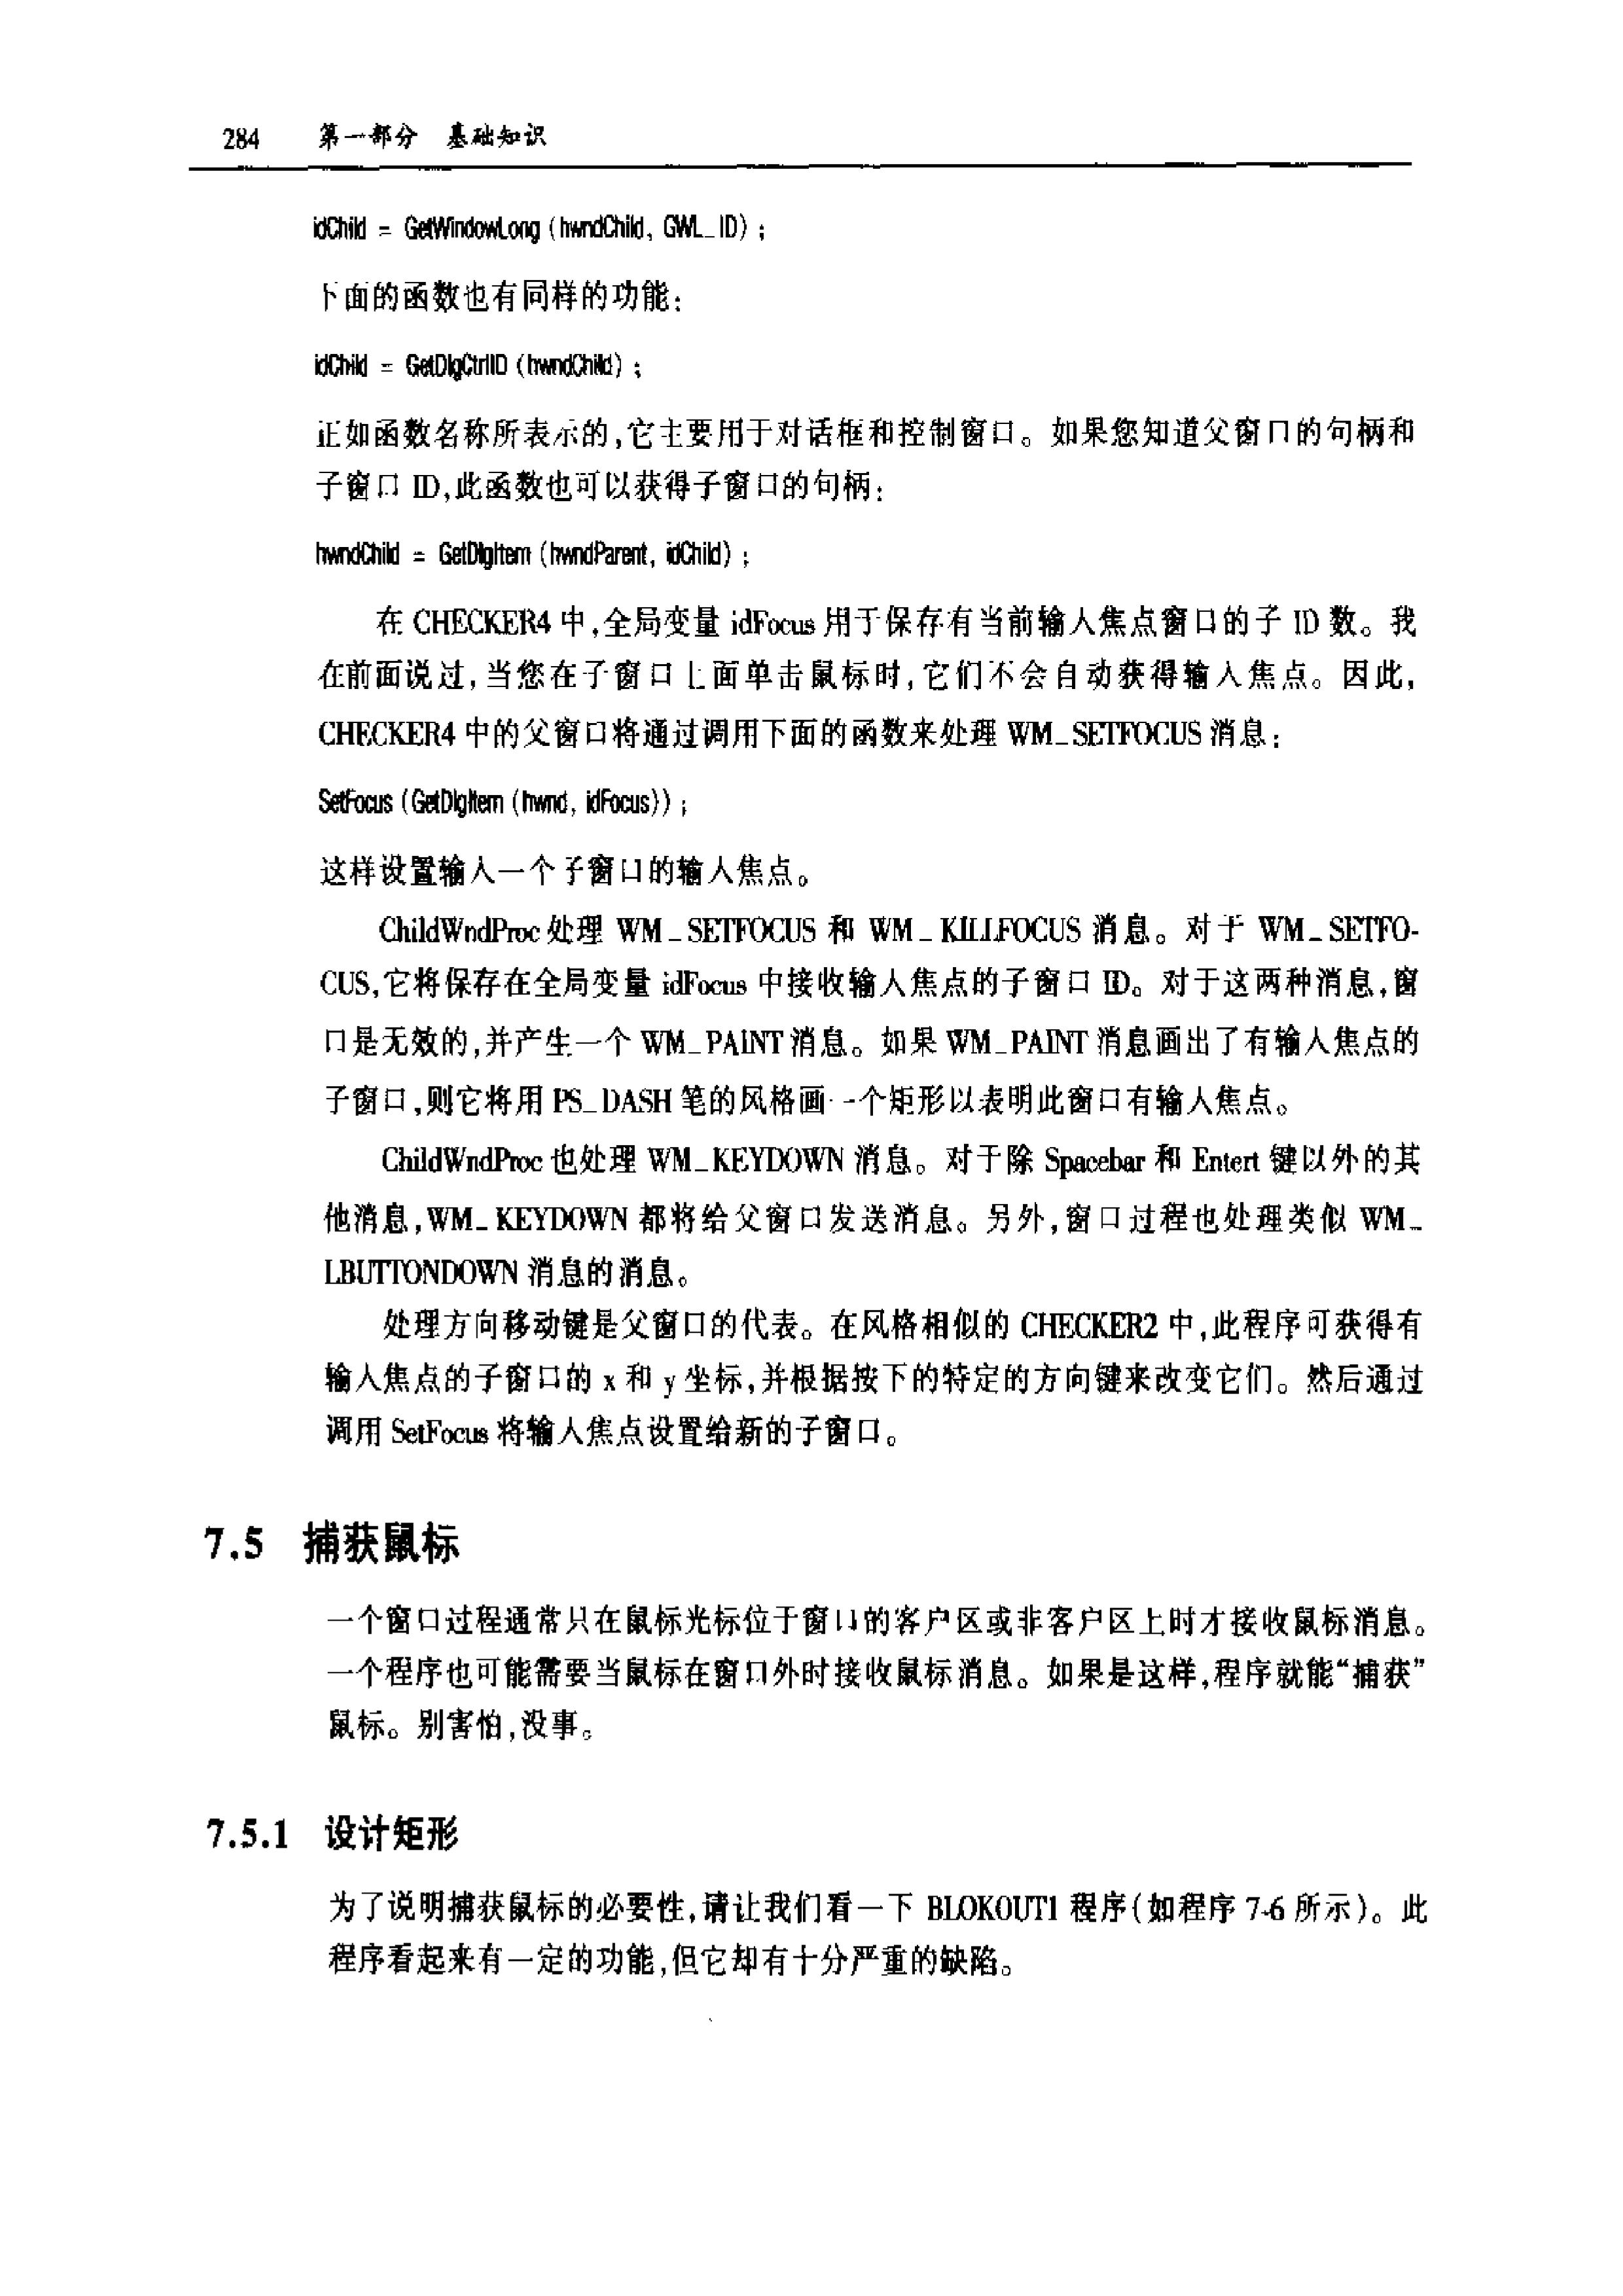 284 第一部分 基础知识
idChild = GetWindowLong (hwndChild, GWL_ID) ;
下面的函数也有同样的功能:
idChild = GetDlgCtrlID (hwndChild) ;
正如函数名称所表示的,它主要用于对话框和控制窗口。如果您知道父窗口的句柄和
子窗口 ID,此函数也可以获得子窗口的句柄:
hwndChild = GetDlgItem (hwndParent, idChild) ;
在 CHECKER4 中,全局变量 idFocus 用于保存有当前输入焦点窗口的子 ID 数。我
在前面说过,当您在子窗口上面单击鼠标时,它们不会自动获得输入焦点。因此,
CHECKER4 中的父窗口将通过调用下面的函数来处理 WM_SETFOCUS 消息:
SetFocus (GetDlgItem (hwnd, idFocus)) ;
这样设置输入一个子窗口的输入焦点。
ChildWndProc 处理 WM_SETFOCUS 和 WM_KILLFOCUS 消息。对于 WM_SETFO-
CUS,它将保存在全局变量 idFocus 中接收输入焦点的子窗口 ID。对于这两种消息,窗
口是无效的,并产生一个 WM_PAINT 消息。如果 WM_PAINT 消息画出了有输入焦点的
子窗口,则它将用 PS_DASH 笔的风格画一个矩形以表明此窗口有输入焦点。
ChildWndProc 也处理 WM_KEYDOWN 消息。对于除 Spacebar 和 Entert 键以外的其
他消息,WM_KEYDOWN 都将给父窗口发送消息。另外,窗口过程也处理类似 WM_
LBUTTONDOWN 消息的消息。
处理方向移动键是父窗口的代表。在风格相似的 CHECKER2 中,此程序可获得有
输入焦点的子窗口的 x 和 y 坐标,并根据按下的特定的方向键来改变它们。然后通过
调用 SetFocus 将输入焦点设置给新的子窗口。
7.5 捕获鼠标
一个窗口过程通常只在鼠标光标位于窗口的客户区或非客户区上时才接收鼠标消息。
一个程序也可能需要当鼠标在窗口外时接收鼠标消息。如果是这样,程序就能“捕获”
鼠标。别害怕,没事。
7.5.1 设计矩形
为了说明捕获鼠标的必要性,请让我们看一下 BLOKOUT1 程序(如程序 7-6 所示)。此
程序看起来有一定的功能,但它却有十分严重的缺陷。